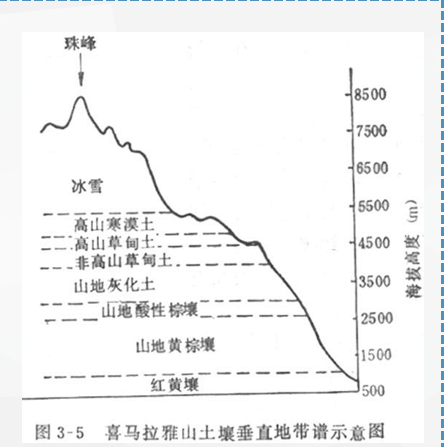 珠峰
8500
7500
6500
5500
4500
3500
2500
1500
500
海拔高度 (m)
冰雪
高山寒漠土
高山草甸土
非高山草甸土
山地灰化土
山地酸性棕壤
山地黄棕壤
红黄壤
图3-5 喜马拉雅山土壤垂直地带谱示意图